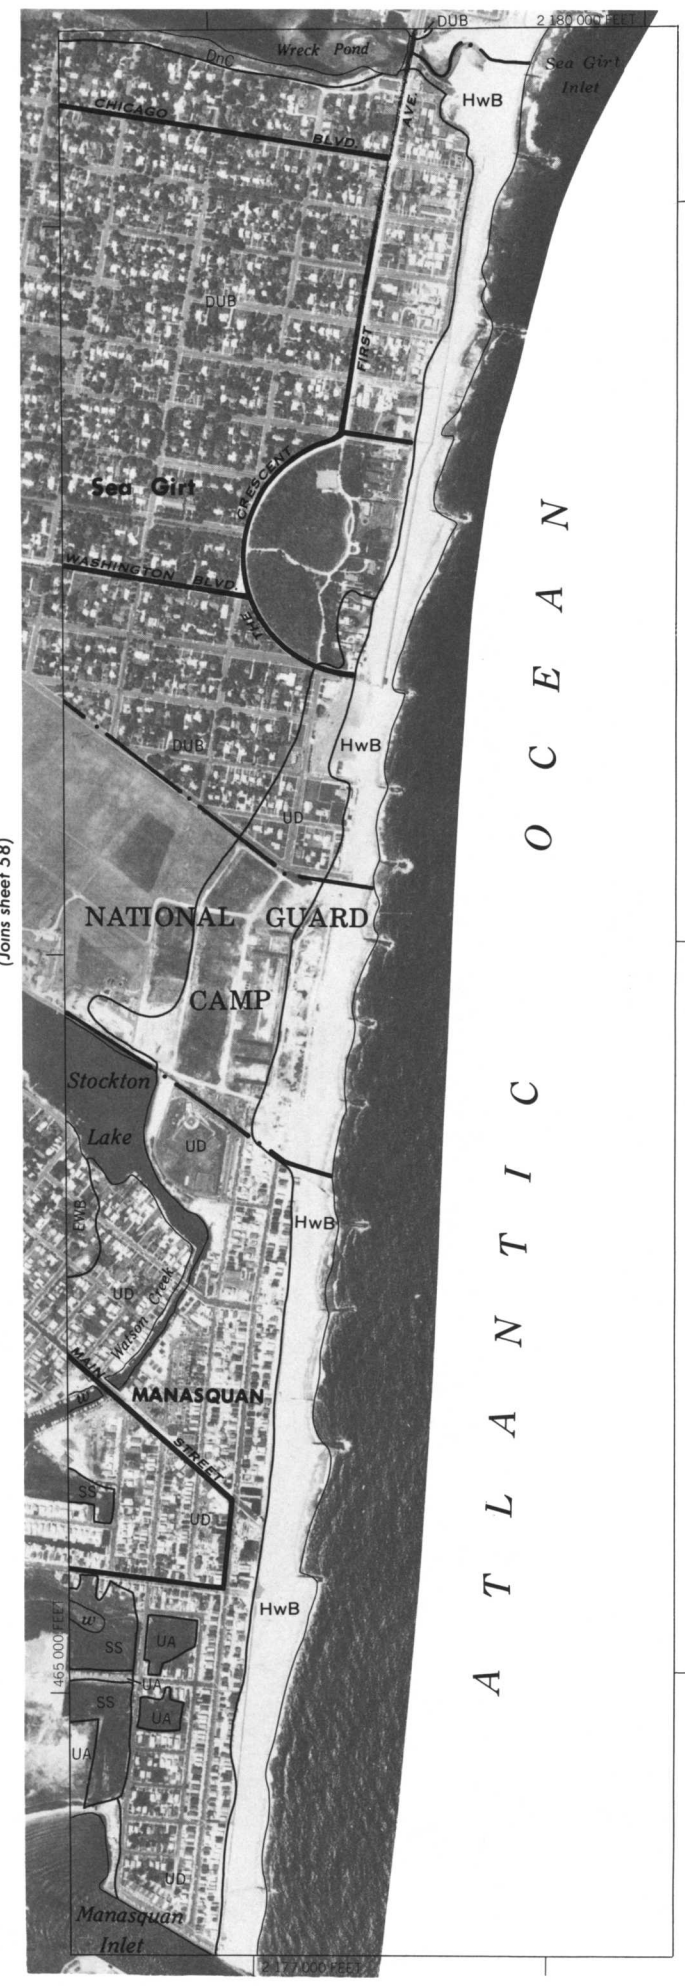 DUB
2 180 000 FEET
Wreck Pond
DnC
Sea Girt
Inlet
HwB
AVE.
CHICAGO BLVD.
DUB
FIRST
CRESCENT
Sea Girt
WASHINGTON BLVD.
THE
DUB
HwB
UD
(Joins sheet 58)
NATIONAL GUARD
CAMP
Stockton
Lake
UD
EWB
HwB
UD
Watson Creek
MAIN
w
MANASQUAN
STREET
SS
UD
HwB
w
SS
UA
465 000 FEET
UA
SS
UA
UA
UD
Manasquan
Inlet
2 177 000 FEET
ATLANTIC OCEAN